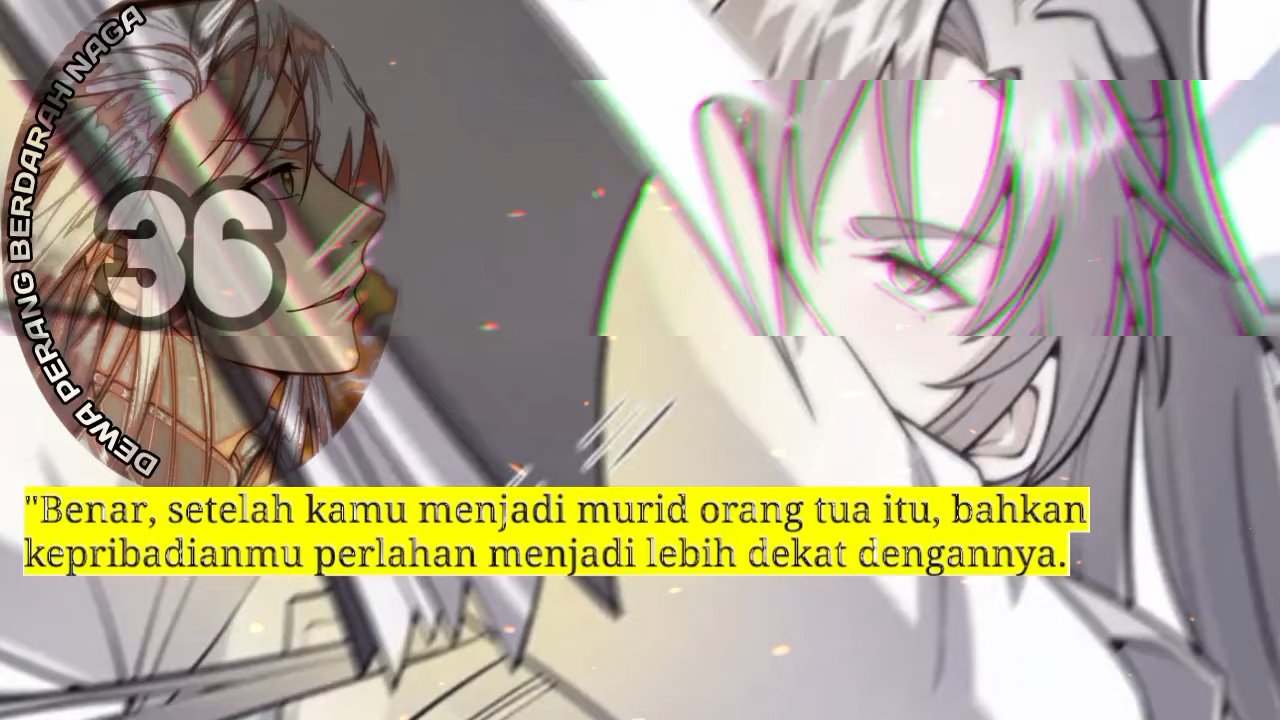 DEWA PERANG BERDARAH NAGA
36
"Benar, setelah kamu menjadi murid orang tua itu, bahkan
kepribadianmu perlahan menjadi lebih dekat dengannya.